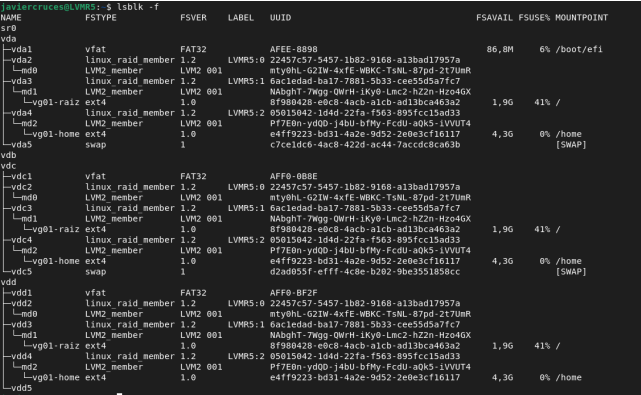 javiercruces@LVMR5:~$ lsblk -f
NAME FSTYPE FSVER LABEL UUID FSAVAIL FSUSE% MOUNTPOINT
sr0
vda
├─vda1 vfat FAT32 AFEE-8898 86,8M 6% /boot/efi
├─vda2 linux_raid_member 1.2 LVMR5:0 22457c57-5457-1b82-9168-a13bad17957a
│ └─md0 LVM2_member LVM2 001 mty0hL-G2IW-4xfE-WBKC-TsNL-87pd-2t7UmR
├─vda3 linux_raid_member 1.2 LVMR5:1 6ac1edad-ba17-7881-5b33-cee55d5a7fc7
│ └─md1 LVM2_member LVM2 001 NAbghT-7Wgg-QWrH-iKy0-Lmc2-hZ2n-Hzo4GX
│ └─vg01-raiz ext4 1.0 8f980428-e0c8-4acb-a1cb-ad13bca463a2 1,9G 41% /
├─vda4 linux_raid_member 1.2 LVMR5:2 05015042-1d4d-22fa-f563-895fcc15ad33
│ └─md2 LVM2_member LVM2 001 Pf7E0n-ydQD-j4bU-bfMy-FcdU-aQk5-iVVUT4
│ └─vg01-home ext4 1.0 e4ff9223-bd31-4a2e-9d52-2e0e3cf16117 4,3G 0% /home
└─vda5 swap 1 c7ce1dc6-4ac8-422d-ac44-7accdc8ca63b [SWAP]
vdb
vdc
├─vdc1 vfat FAT32 AFF0-0B8E
├─vdc2 linux_raid_member 1.2 LVMR5:0 22457c57-5457-1b82-9168-a13bad17957a
│ └─md0 LVM2_member LVM2 001 mty0hL-G2IW-4xfE-WBKC-TsNL-87pd-2t7UmR
├─vdc3 linux_raid_member 1.2 LVMR5:1 6ac1edad-ba17-7881-5b33-cee55d5a7fc7
│ └─md1 LVM2_member LVM2 001 NAbghT-7Wgg-QWrH-iKy0-Lmc2-hZ2n-Hzo4GX
│ └─vg01-raiz ext4 1.0 8f980428-e0c8-4acb-a1cb-ad13bca463a2 1,9G 41% /
├─vdc4 linux_raid_member 1.2 LVMR5:2 05015042-1d4d-22fa-f563-895fcc15ad33
│ └─md2 LVM2_member LVM2 001 Pf7E0n-ydQD-j4bU-bfMy-FcdU-aQk5-iVVUT4
│ └─vg01-home ext4 1.0 e4ff9223-bd31-4a2e-9d52-2e0e3cf16117 4,3G 0% /home
└─vdc5 swap 1 d2ad055f-efff-4c8e-b202-9be3551858cc [SWAP]
vdd
├─vdd1 vfat FAT32 AFF0-BF2F
├─vdd2 linux_raid_member 1.2 LVMR5:0 22457c57-5457-1b82-9168-a13bad17957a
│ └─md0 LVM2_member LVM2 001 mty0hL-G2IW-4xfE-WBKC-TsNL-87pd-2t7UmR
├─vdd3 linux_raid_member 1.2 LVMR5:1 6ac1edad-ba17-7881-5b33-cee55d5a7fc7
│ └─md1 LVM2_member LVM2 001 NAbghT-7Wgg-QWrH-iKy0-Lmc2-hZ2n-Hzo4GX
│ └─vg01-raiz ext4 1.0 8f980428-e0c8-4acb-a1cb-ad13bca463a2 1,9G 41% /
├─vdd4 linux_raid_member 1.2 LVMR5:2 05015042-1d4d-22fa-f563-895fcc15ad33
│ └─md2 LVM2_member LVM2 001 Pf7E0n-ydQD-j4bU-bfMy-FcdU-aQk5-iVVUT4
│ └─vg01-home ext4 1.0 e4ff9223-bd31-4a2e-9d52-2e0e3cf16117 4,3G 0% /home
└─vdd5